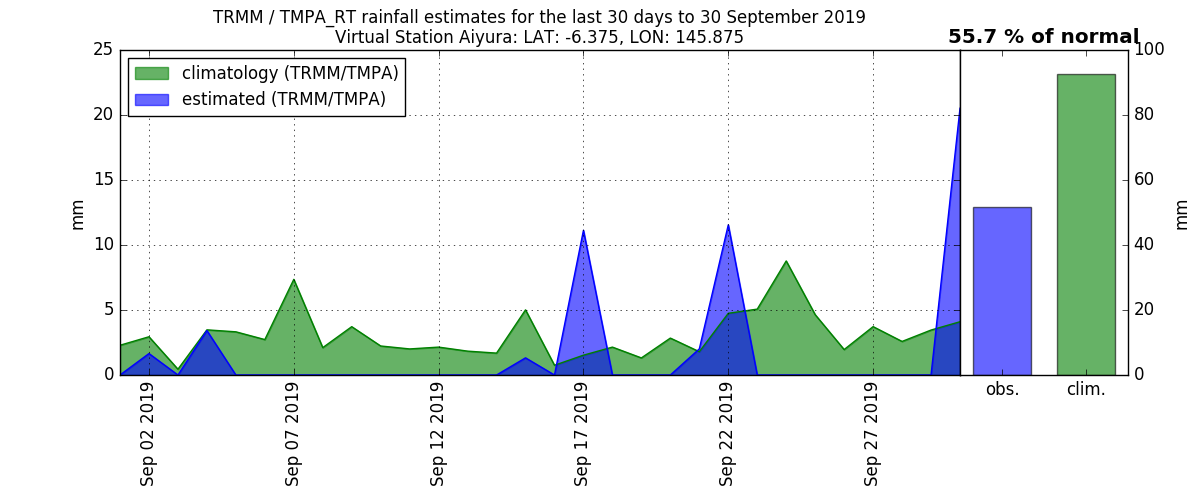 TRMM / TMPA_RT rainfall estimates for the last 30 days to 30 September 2019
Virtual Station Aiyura: LAT: -6.375, LON: 145.875
55.7 % of normal
climatology (TRMM/TMPA)
estimated (TRMM/TMPA)
25
20
15
10
5
0
mm
100
80
60
40
20
0
mm
Sep 02 2019
Sep 07 2019
Sep 12 2019
Sep 17 2019
Sep 22 2019
Sep 27 2019
obs.
clim.